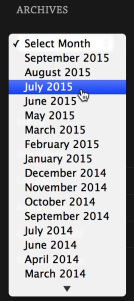 ARCHIVES
Select Month
September 2015
August 2015
July 2015
June 2015
May 2015
March 2015
February 2015
January 2015
December 2014
November 2014
October 2014
September 2014
July 2014
June 2014
April 2014
March 2014